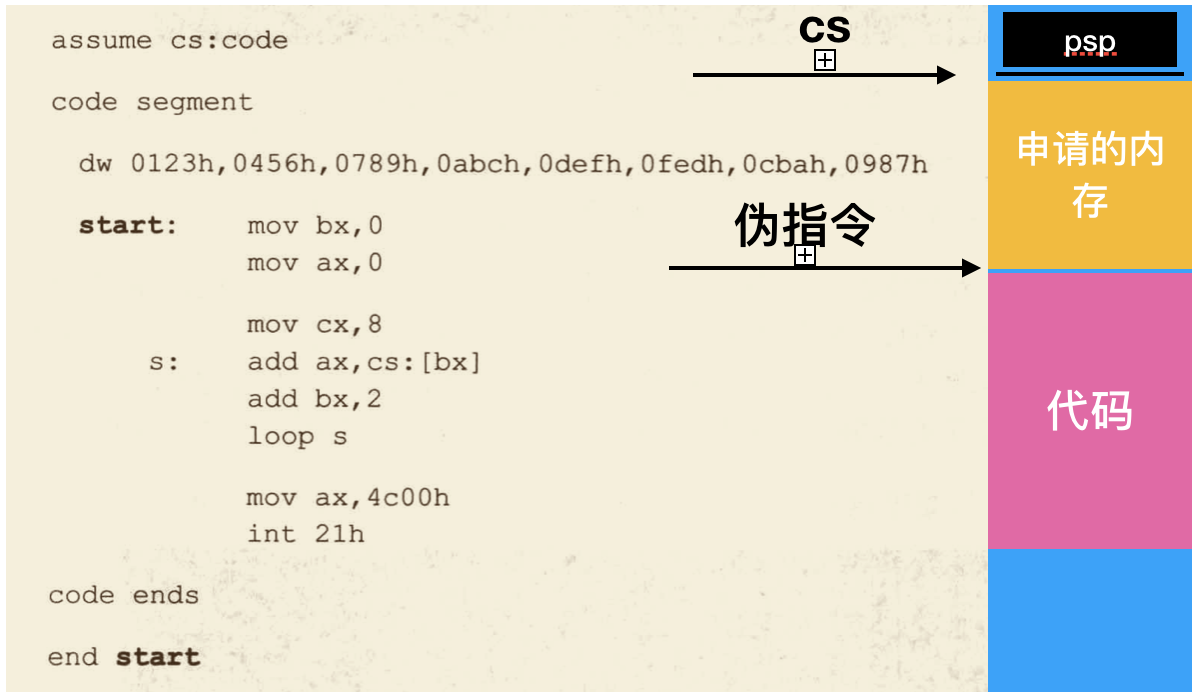 assume cs:code
code segment
dw 0123h,0456h,0789h,0abch,0defh,0fedh,0cbah,0987h
start: mov bx,0
mov ax,0
mov cx,8
s: add ax,cs:[bx]
add bx,2
loop s
mov ax,4c00h
int 21h
code ends
end start
cs
伪指令
psp
申请的内
存
代码